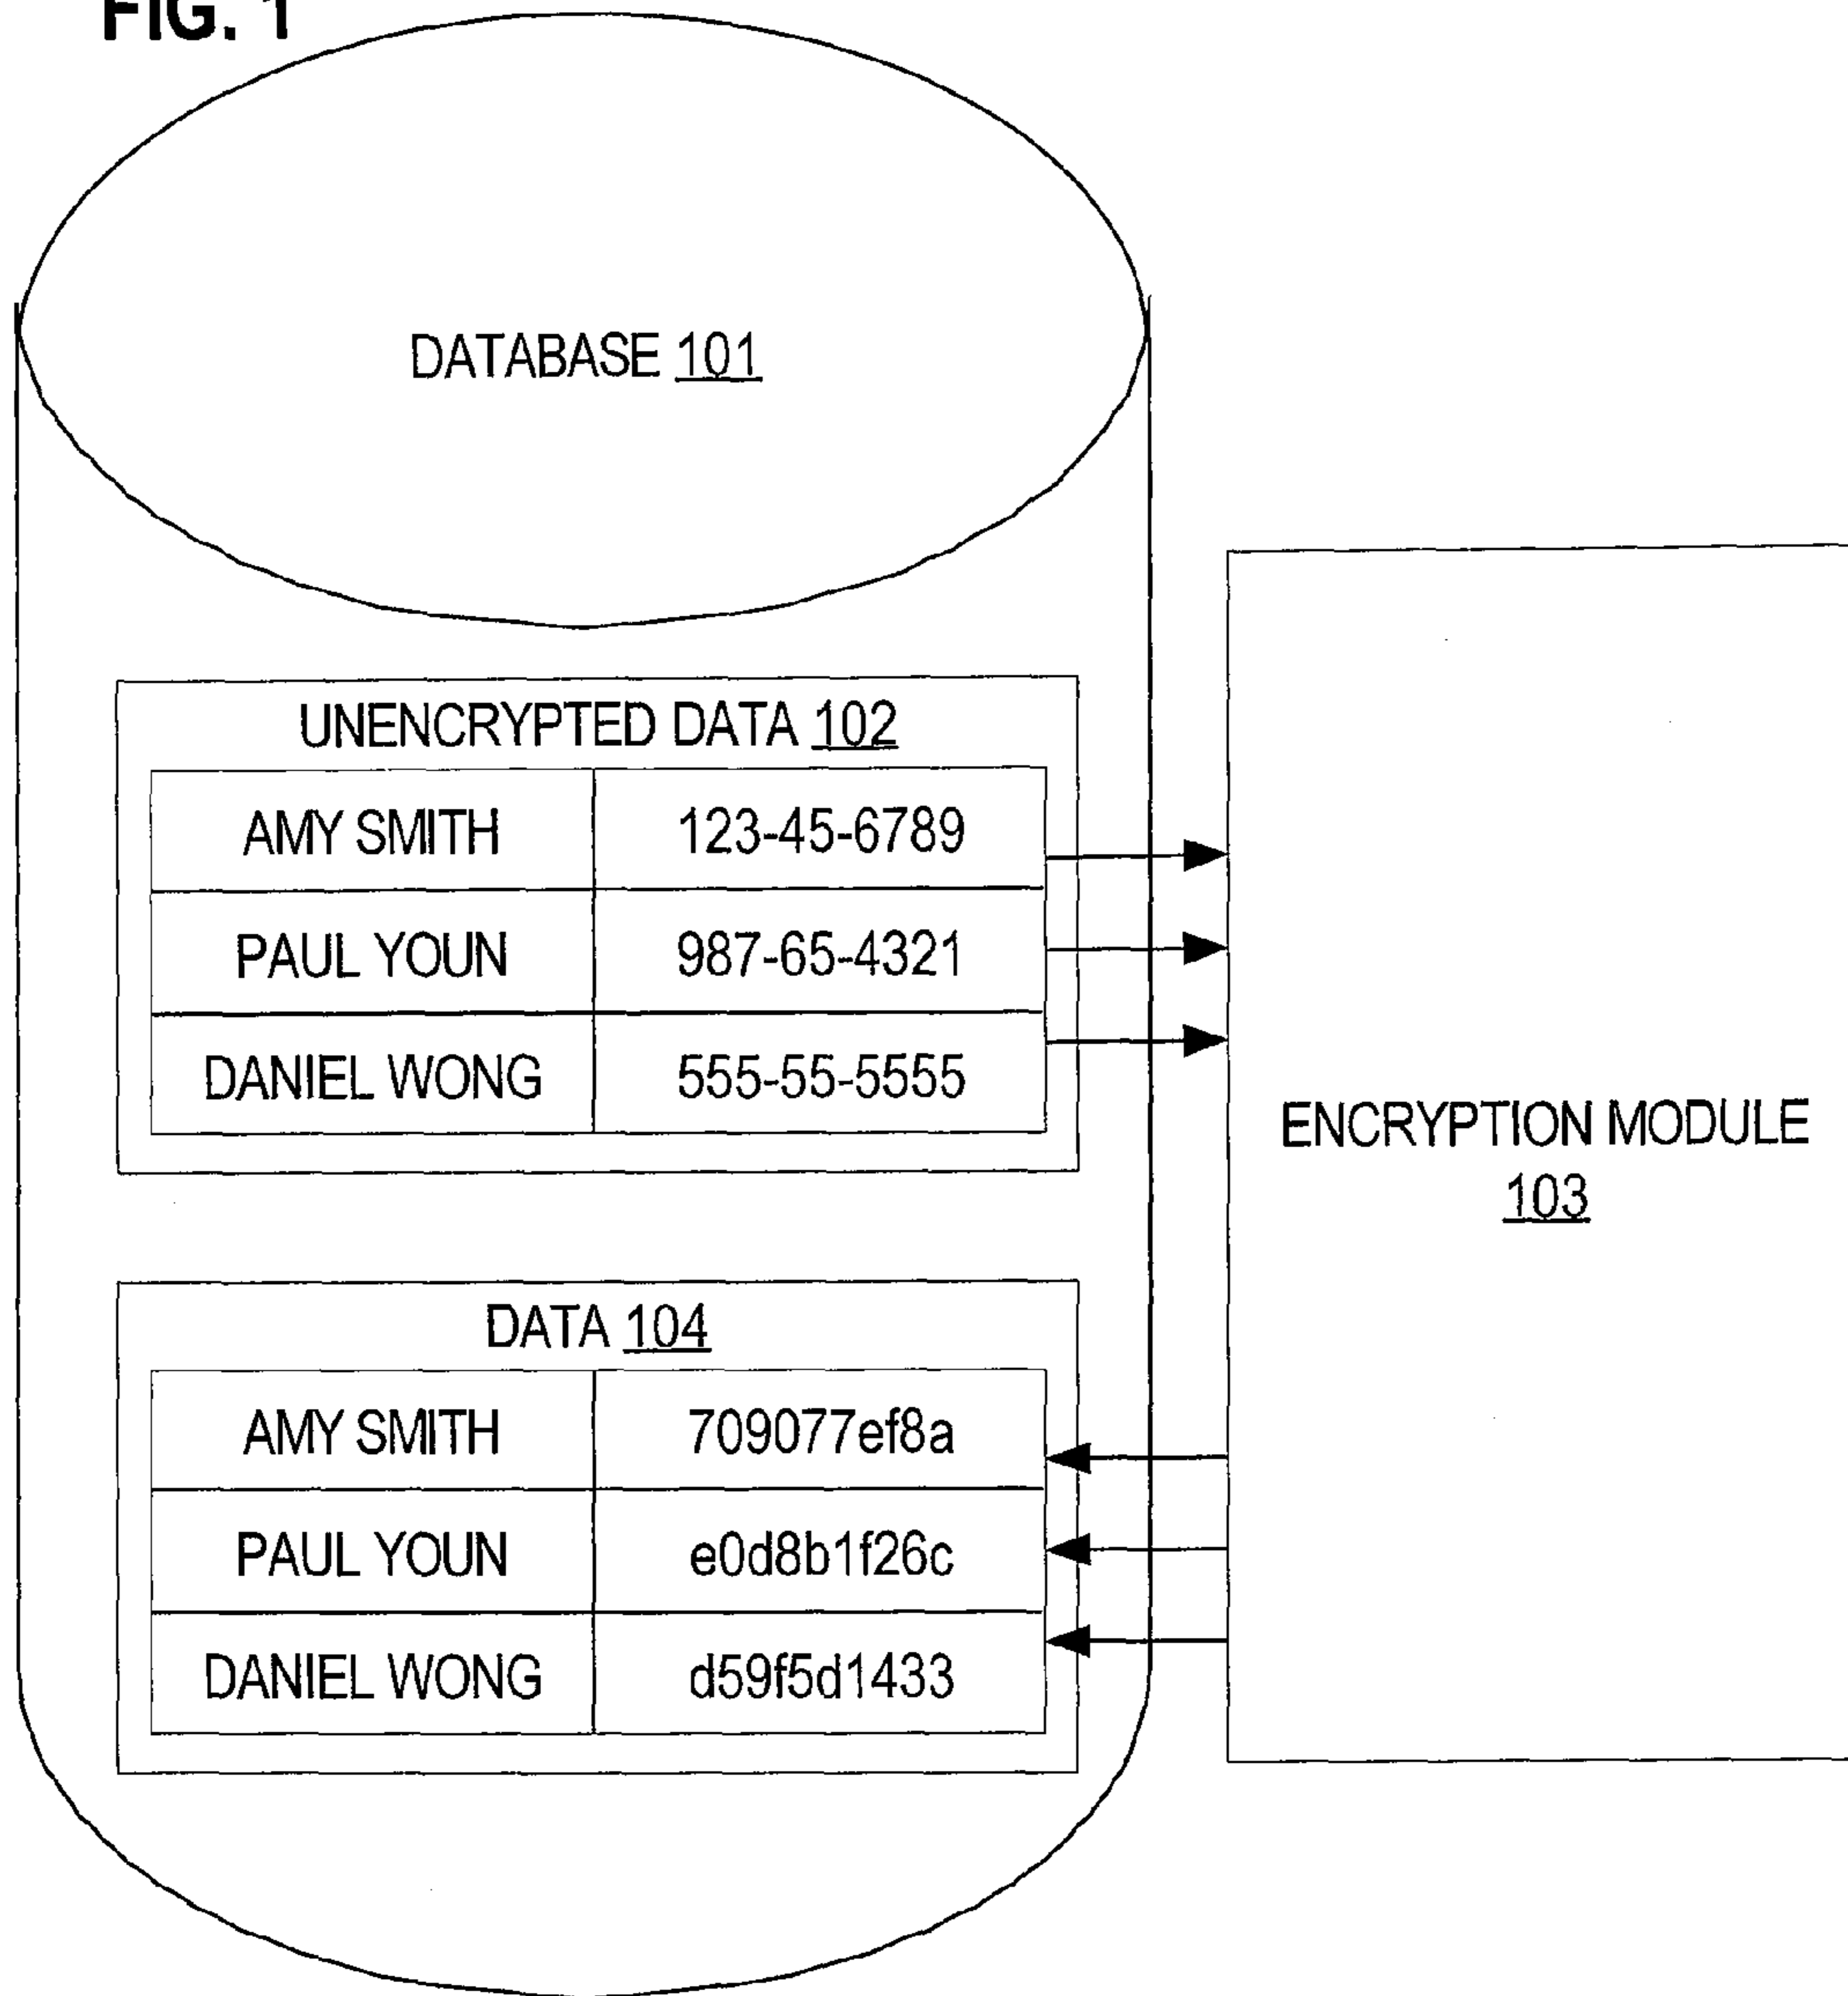 FIG. 1
DATABASE 101
UNENCRYPTED DATA 102
AMY SMITH 123-45-6789
PAUL YOUN 987-65-4321
DANIEL WONG 555-55-5555
ENCRYPTION MODULE
103
DATA 104
AMY SMITH 709077ef8a
PAUL YOUN e0d8b1f26c
DANIEL WONG d59f5d1433